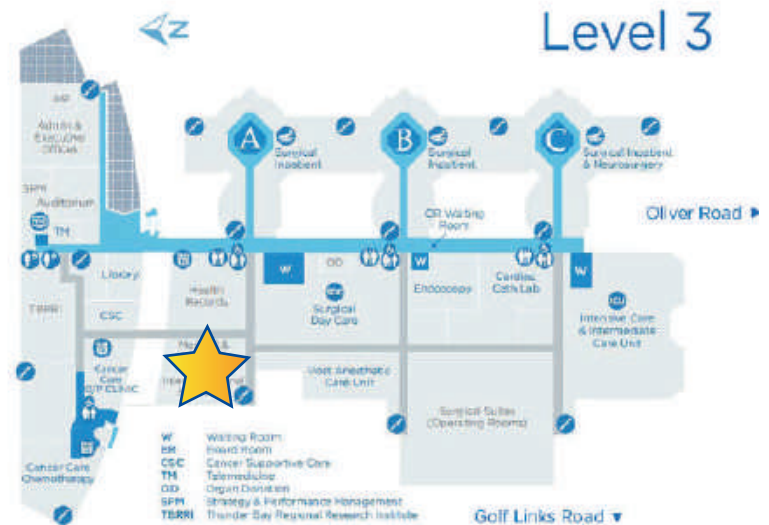 Level 3
Z
Admin &
Executive
Offices
SPM
Auditorium
TM
A
B
C
Surgical
Inpatient
Surgical
Inpatient
Surgical Inpatient
& Neurosurgery
OR Waiting
Room
Oliver Road
Library
CSC
Health
Records
TBRRI
W
OD
Surgical
Day Care
W
Endoscopy
Cardiac
Cath Lab
W
ICU
Intensive Care
& Intermediate
Care Unit
Cancer
Care
O/P CLINIC
Post Anesthetic
Care Unit
Surgical Suites
(Operating Rooms)
Cancer Care
Chemotherapy
W Waiting Room
BR Board Room
CSC Cancer Supportive Care
TM Telemedicine
OD Organ Donation
SPM Strategy & Performance Management
TBRRI Thunder Bay Regional Research Institute
Golf Links Road